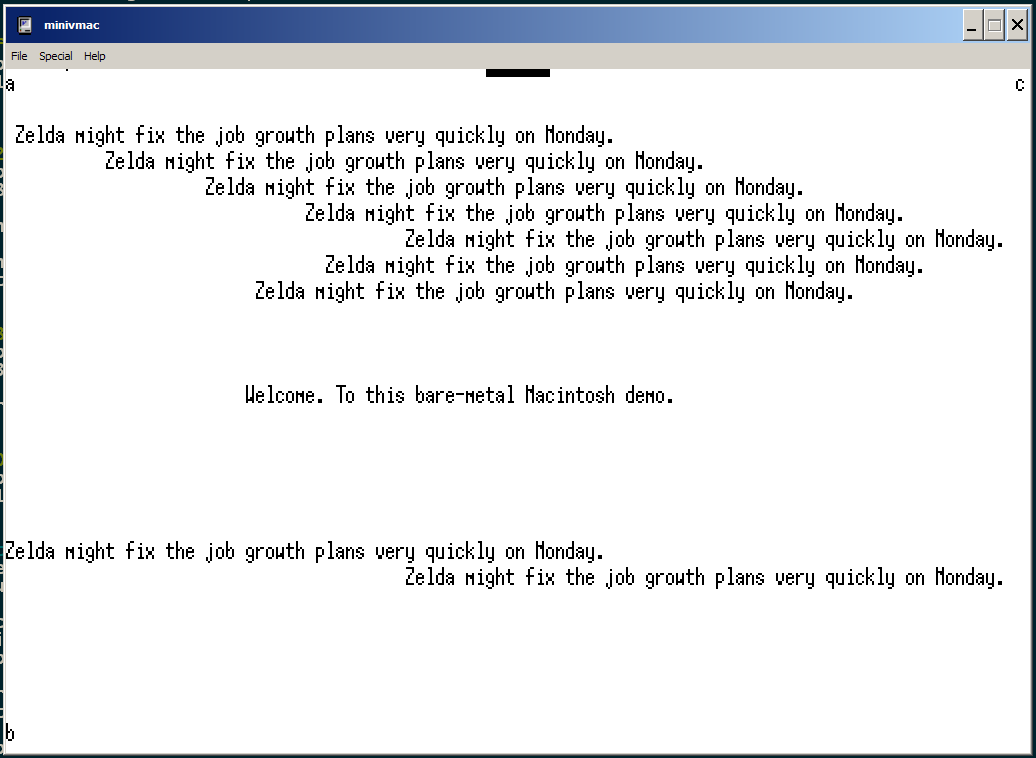 minivmac
File Special Help
a c
Zelda might fix the job growth plans very quickly on Monday.
Zelda might fix the job growth plans very quickly on Monday.
Zelda might fix the job growth plans very quickly on Monday.
Zelda might fix the job growth plans very quickly on Monday.
Zelda might fix the job growth plans very quickly on Monday.
Zelda might fix the job growth plans very quickly on Monday.
Zelda might fix the job growth plans very quickly on Monday.
Welcome. To this bare-metal Macintosh demo.
Zelda might fix the job growth plans very quickly on Monday.
Zelda might fix the job growth plans very quickly on Monday.
b